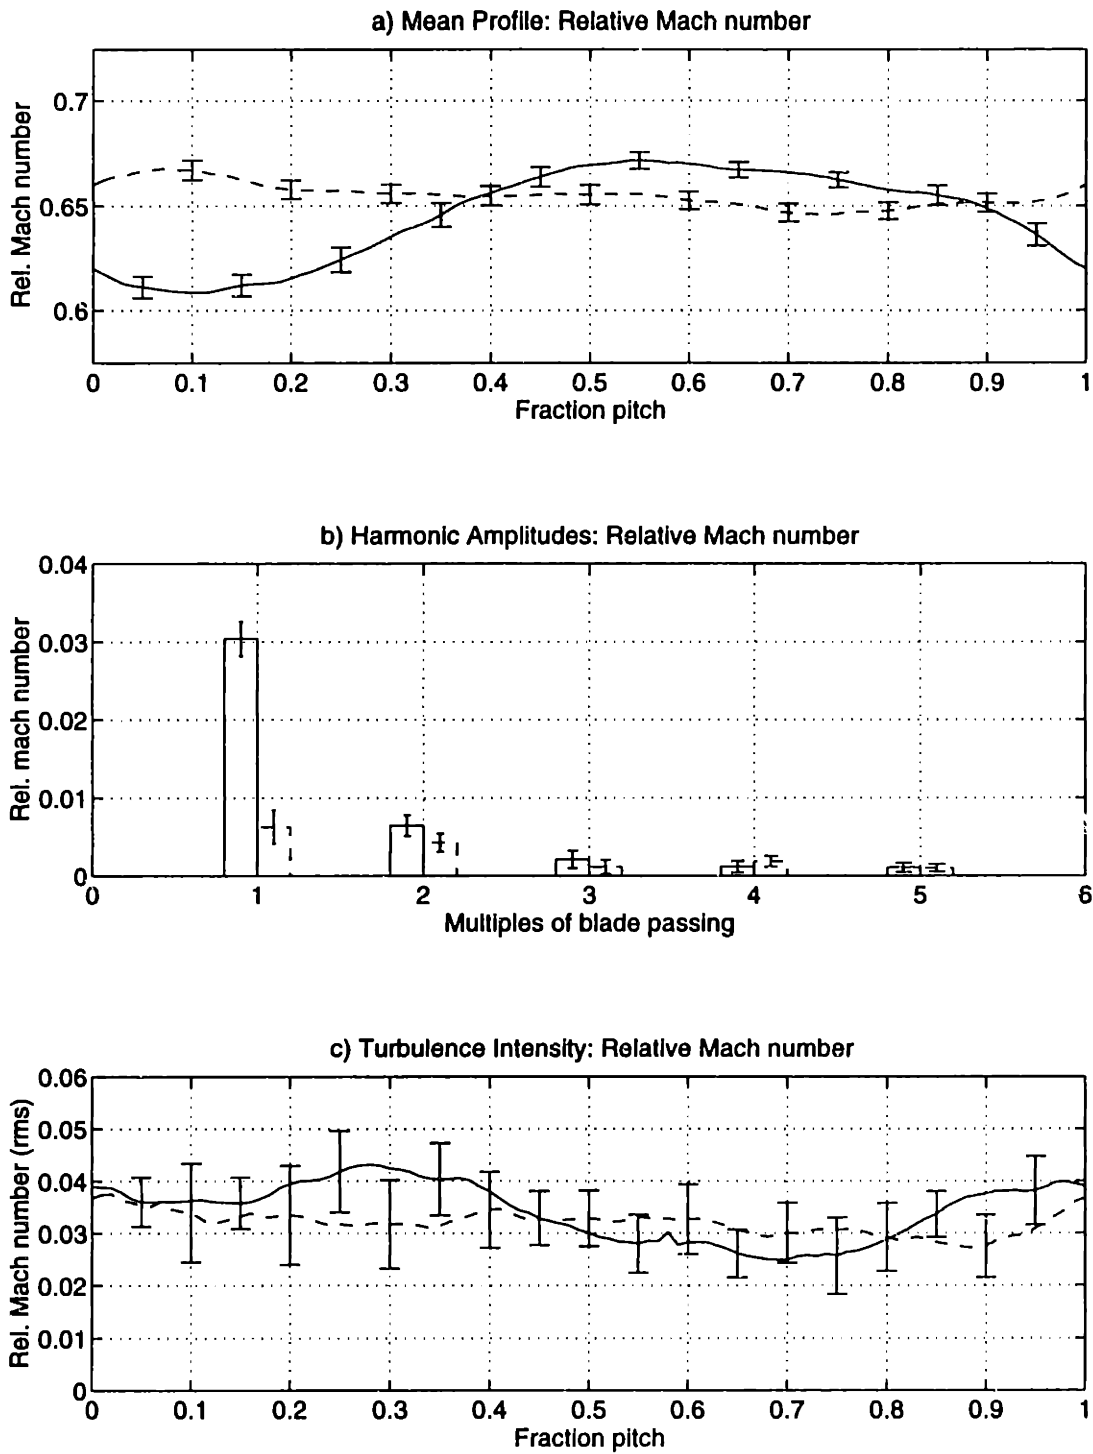 a) Mean Profile: Relative Mach number
Rel. Mach number
0.7
0.65
0.6
0 0.1 0.2 0.3 0.4 0.5 0.6 0.7 0.8 0.9 1
Fraction pitch
b) Harmonic Amplitudes: Relative Mach number
Rel. mach number
0.04
0.03
0.02
0.01
0
0 1 2 3 4 5 6
Multiples of blade passing
c) Turbulence Intensity: Relative Mach number
Rel. Mach number (rms)
0.06
0.05
0.04
0.03
0.02
0.01
0
0 0.1 0.2 0.3 0.4 0.5 0.6 0.7 0.8 0.9 1
Fraction pitch